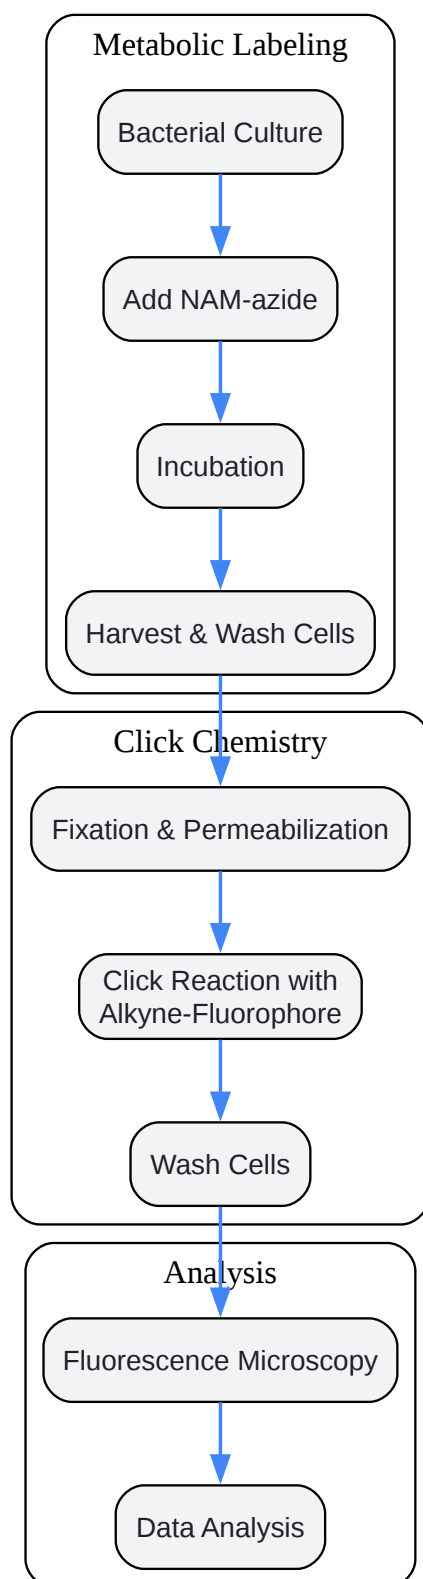 Metabolic Labeling
Bacterial Culture
Add NAM-azide
Incubation
Harvest & Wash Cells
Click Chemistry
Fixation & Permeabilization
Click Reaction with
Alkyne-Fluorophore
Wash Cells
Analysis
Fluorescence Microscopy
Data Analysis